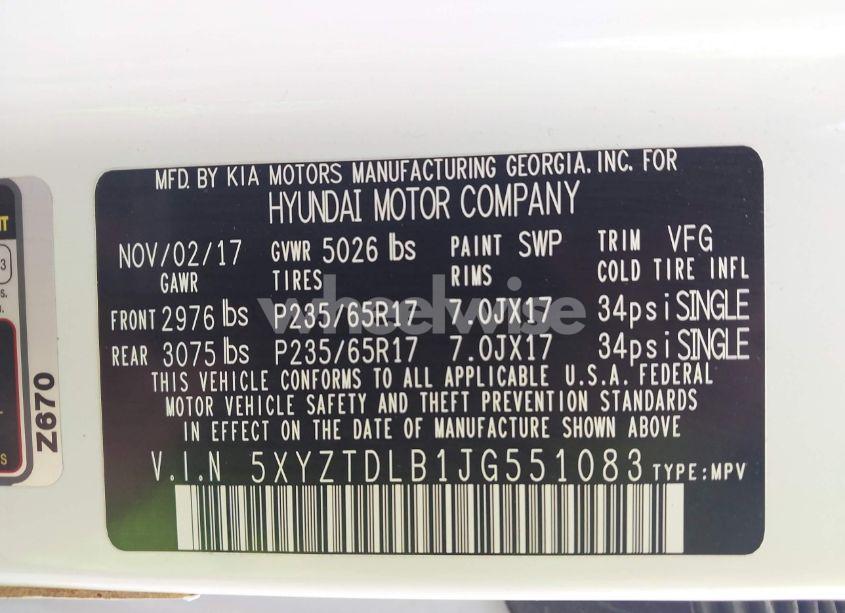 MFD. BY KIA MOTORS MANUFACTURING GEORGIA, INC. FOR
HYUNDAI MOTOR COMPANY
NOV/02/17 GVWR 5026 lbs PAINT SWP TRIM VFG
GAWR TIRES RIMS COLD TIRE INFL
FRONT 2976 lbs P235/65R17 7.0JX17 34psi SINGLE
wheelwise
REAR 3075 lbs P235/65R17 7.0JX17 34psi SINGLE
THIS VEHICLE CONFORMS TO ALL APPLICABLE U.S.A. FEDERAL
MOTOR VEHICLE SAFETY AND THEFT PREVENTION STANDARDS
IN EFFECT ON THE DATE OF MANUFACTURE SHOWN ABOVE
V.I.N 5XYZTDLB1JG551083 TYPE:MPV
Z670
3